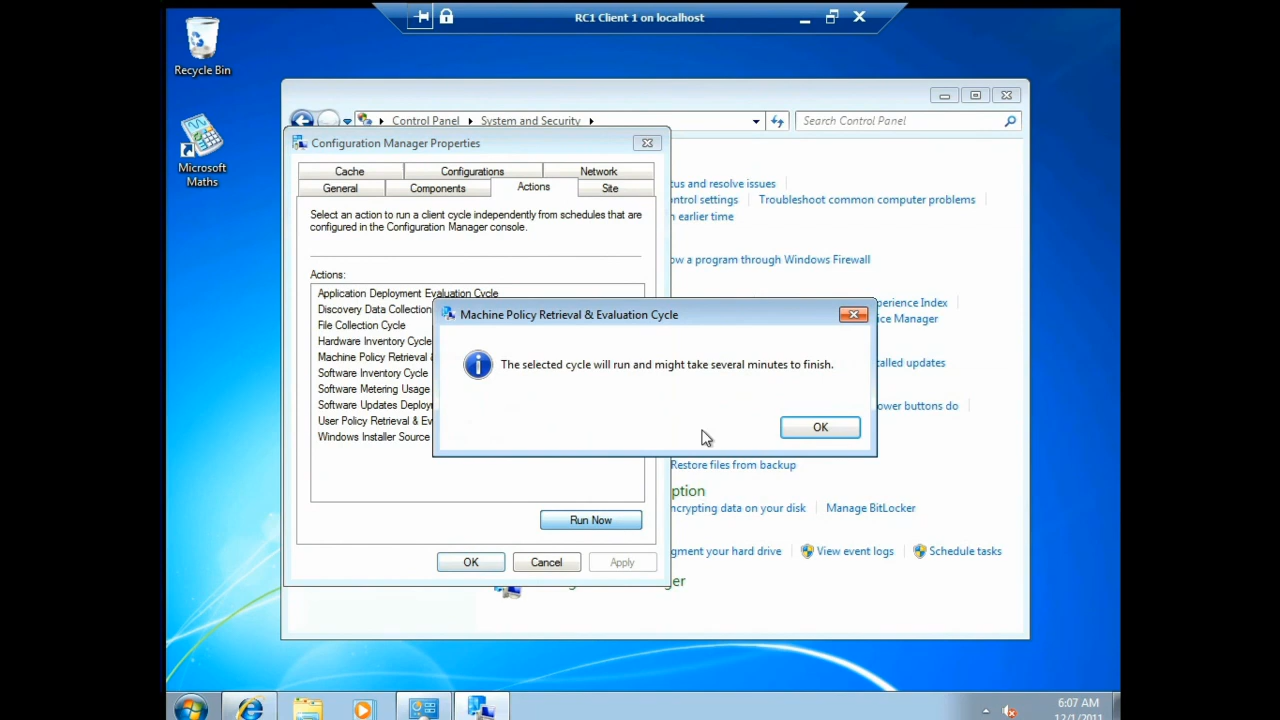 RC1 Client 1 on localhost
Recycle Bin
Microsoft
Maths
Control Panel
System and Security
Search Control Panel
Configuration Manager Properties
Cache
Configurations
Network
General
Components
Actions
Site
Select an action to run a client cycle independently from schedules that are
configured in the Configuration Manager console.
Actions:
Application Deployment Evaluation Cycle
Discovery Data Collection
File Collection Cycle
Hardware Inventory Cycle
Machine Policy Retrieval &
Software Inventory Cycle
Software Metering Usage
Software Updates Deploym
User Policy Retrieval & Ev
Windows Installer Source
Run Now
OK
Cancel
Apply
Machine Policy Retrieval & Evaluation Cycle
The selected cycle will run and might take several minutes to finish.
OK
tus and resolve issues
ntrol settings
Troubleshoot common computer problems
n earlier time
ow a program through Windows Firewall
perience Index
ice Manager
alled updates
ower buttons do
Restore files from backup
ption
ncrypting data on your disk
Manage BitLocker
gment your hard drive
View event logs
Schedule tasks
er
6:07 AM
12/1/2011